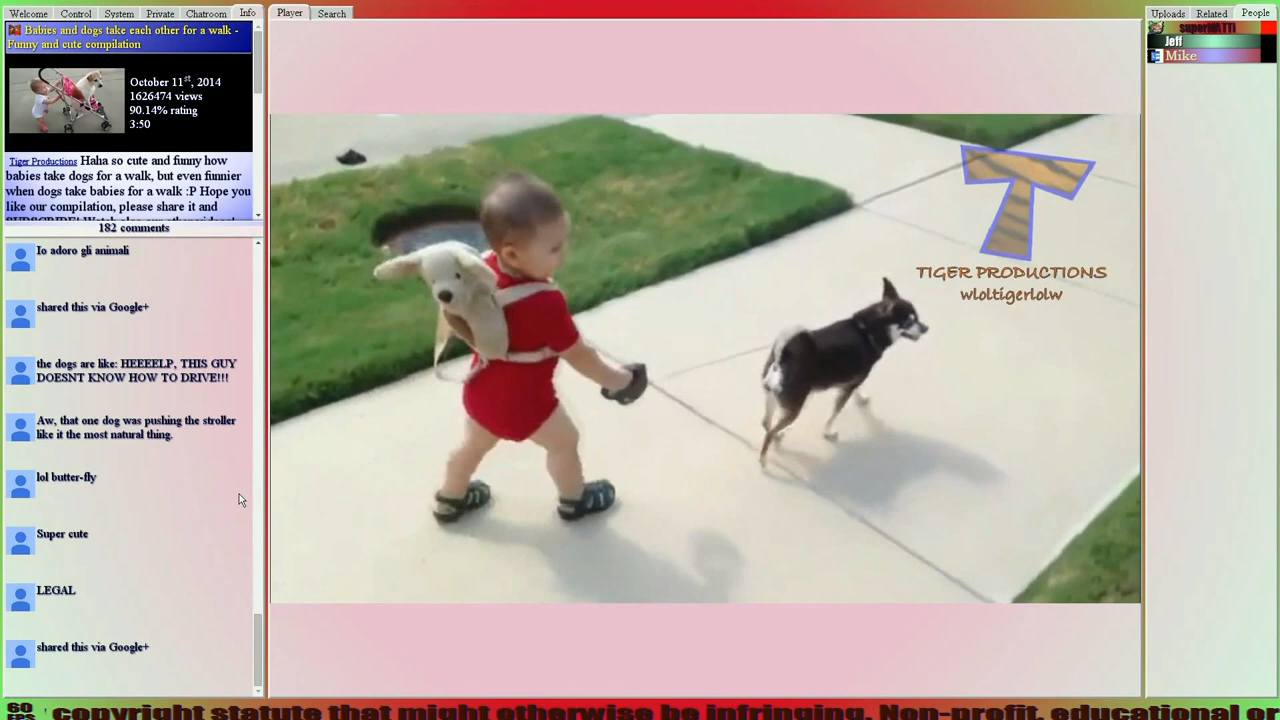 Welcome Control System Private Chatroom Info
Babies and dogs take each other for a walk -
Funny and cute compilation
October 11st, 2014
1626474 views
90.14% rating
3:50
Tiger Productions Haha so cute and funny how
babies take dogs for a walk, but even funnier
when dogs take babies for a walk :P Hope you
like our compilation, please share it and
182 comments
Io adoro gli animali
shared this via Google+
the dogs are like: HEEEELP, THIS GUY
DOESNT KNOW HOW TO DRIVE!!!
Aw, that one dog was pushing the stroller
like it the most natural thing.
lol butter-fly
Super cute
LEGAL
shared this via Google+
Player Search
T
TIGER PRODUCTIONS
wloltigerlolw
Uploads Related People
superWATTi
Jeff
Mike
60
FPS
copyright statute that might otherwise be infringing. Non-profit, educational or